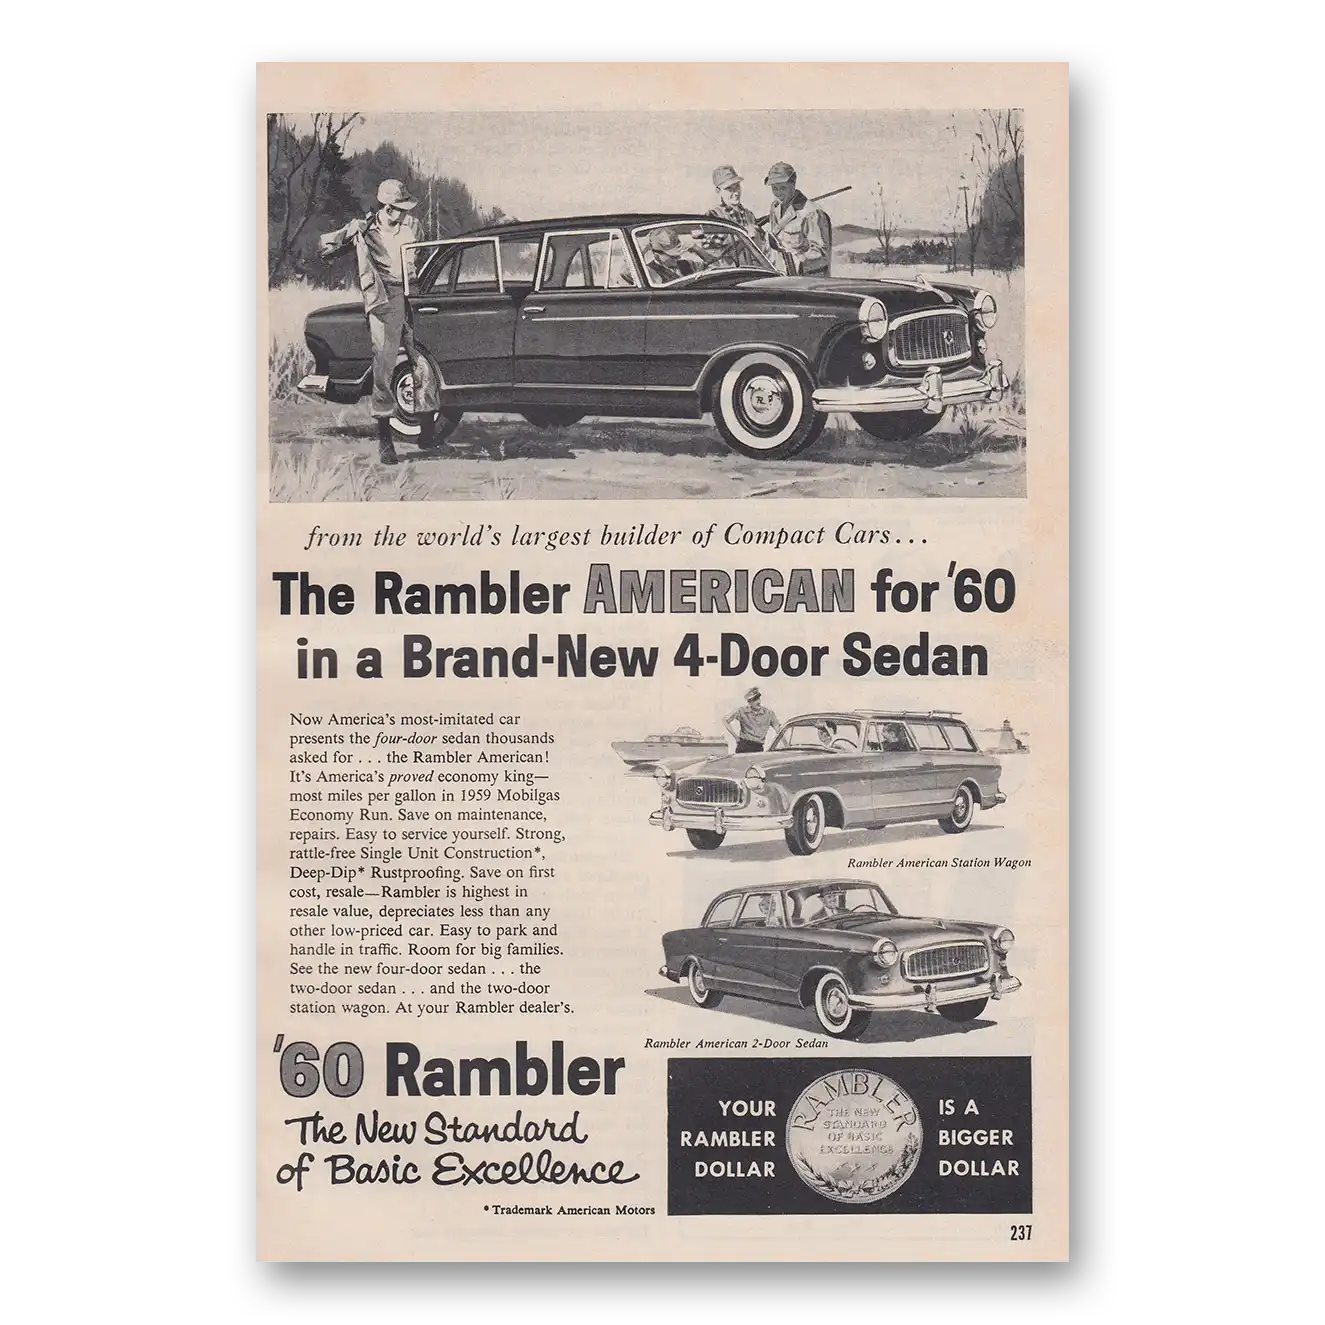 from the world's largest builder of Compact Cars...
The Rambler AMERICAN for '60
in a Brand-New 4-Door Sedan
Now America's most-imitated car
presents the four-door sedan thousands
asked for . . . the Rambler American!
It's America's proved economy king—
most miles per gallon in 1959 Mobilgas
Economy Run. Save on maintenance,
repairs. Easy to service yourself. Strong,
rattle-free Single Unit Construction*,
Deep-Dip* Rustproofing. Save on first
cost, resale—Rambler is highest in
resale value, depreciates less than any
other low-priced car. Easy to park and
handle in traffic. Room for big families.
See the new four-door sedan . . . the
two-door sedan . . . and the two-door
station wagon. At your Rambler dealer's.
Rambler American Station Wagon
Rambler American 2-Door Sedan
'60 Rambler
The New Standard
of Basic Excellence
*Trademark American Motors
YOUR
RAMBLER
DOLLAR
RAMBLER
THE NEW
STANDARD
OF BASIC
EXCELLENCE
IS A
BIGGER
DOLLAR
237